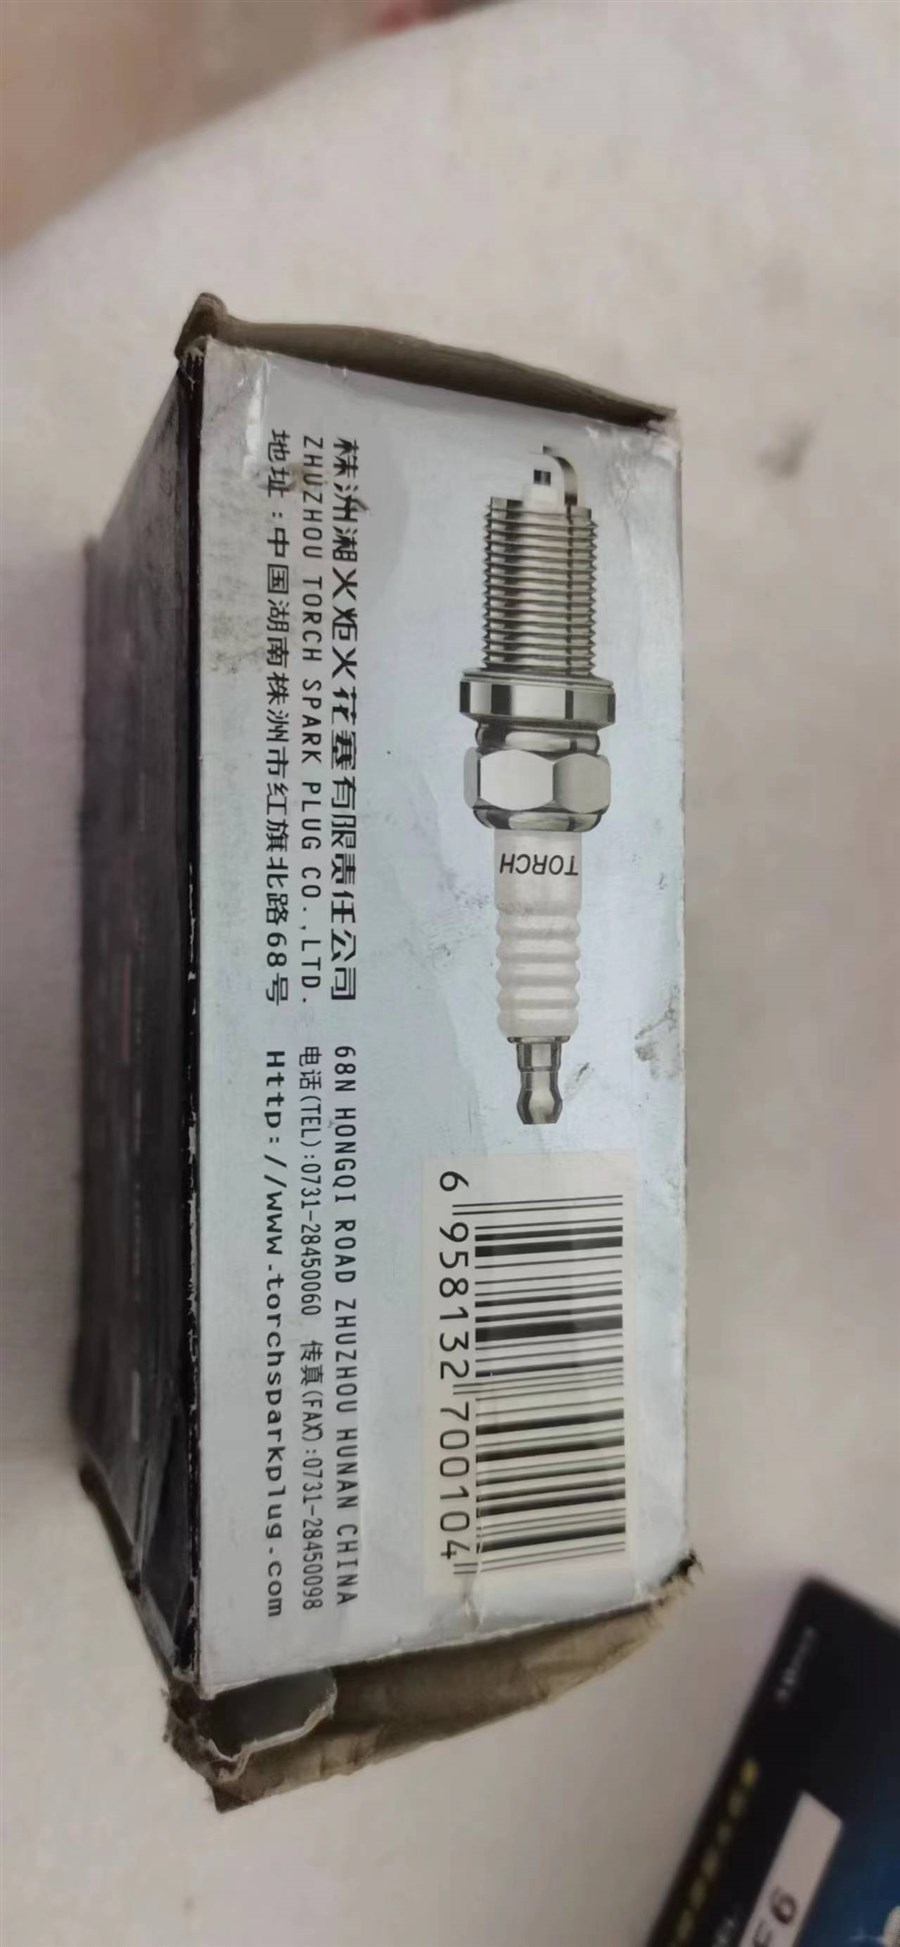 TORCH
6 958132 700104
株洲湘火炬火花塞有限责任公司
ZHUZHOU TORCH SPARK PLUG CO.,LTD.
地址:中国湖南株洲市红旗北路68号
68N HONGQI ROAD ZHUZHOU HUNAN CHINA
电话(TEL):0731-28450060 传真(FAX):0731-28450098
Http://www.torchsparkplug.com